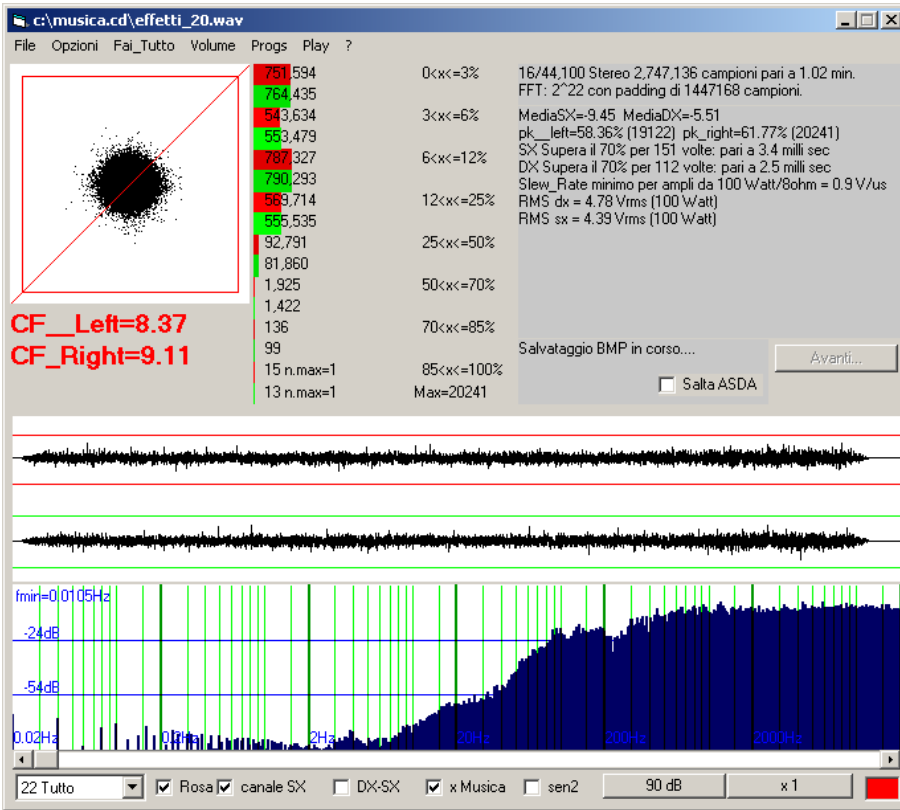 c:\musica.cd\effetti_20.wav
File Opzioni Fai_Tutto Volume Progs Play ?
751,594 0<x<=3%
764,435
543,634 3<x<=6%
553,479
787,327 6<x<=12%
790,293
569,714 12<x<=25%
555,535
92,791 25<x<=50%
81,860
1,925 50<x<=70%
1,422
136 70<x<=85%
99
15 n.max=1 85<x<=100%
13 n.max=1 Max=20241
CF__Left=8.37
CF_Right=9.11
16/44,100 Stereo 2,747,136 campioni pari a 1.02 min.
FFT: 2^22 con padding di 1447168 campioni.
MediaSX=-9.45 MediaDX=-5.51
pk__left=58.36% (19122) pk_right=61.77% (20241)
SX Supera il 70% per 151 volte: pari a 3.4 milli sec
DX Supera il 70% per 112 volte: pari a 2.5 milli sec
Slew_Rate minimo per ampli da 100 Watt/8ohm = 0.9 V/us
RMS dx = 4.78 Vrms (100 Watt)
RMS sx = 4.39 Vrms (100 Watt)
Salvataggio BMP in corso....
Avanti...
Salta ASDA
fmin=0.0105Hz
-24dB
-54dB
0.02Hz 0.2Hz 2Hz 20Hz 200Hz 2000Hz
22 Tutto Rosa canale SX DX-SX x Musica sen2 90 dB x 1